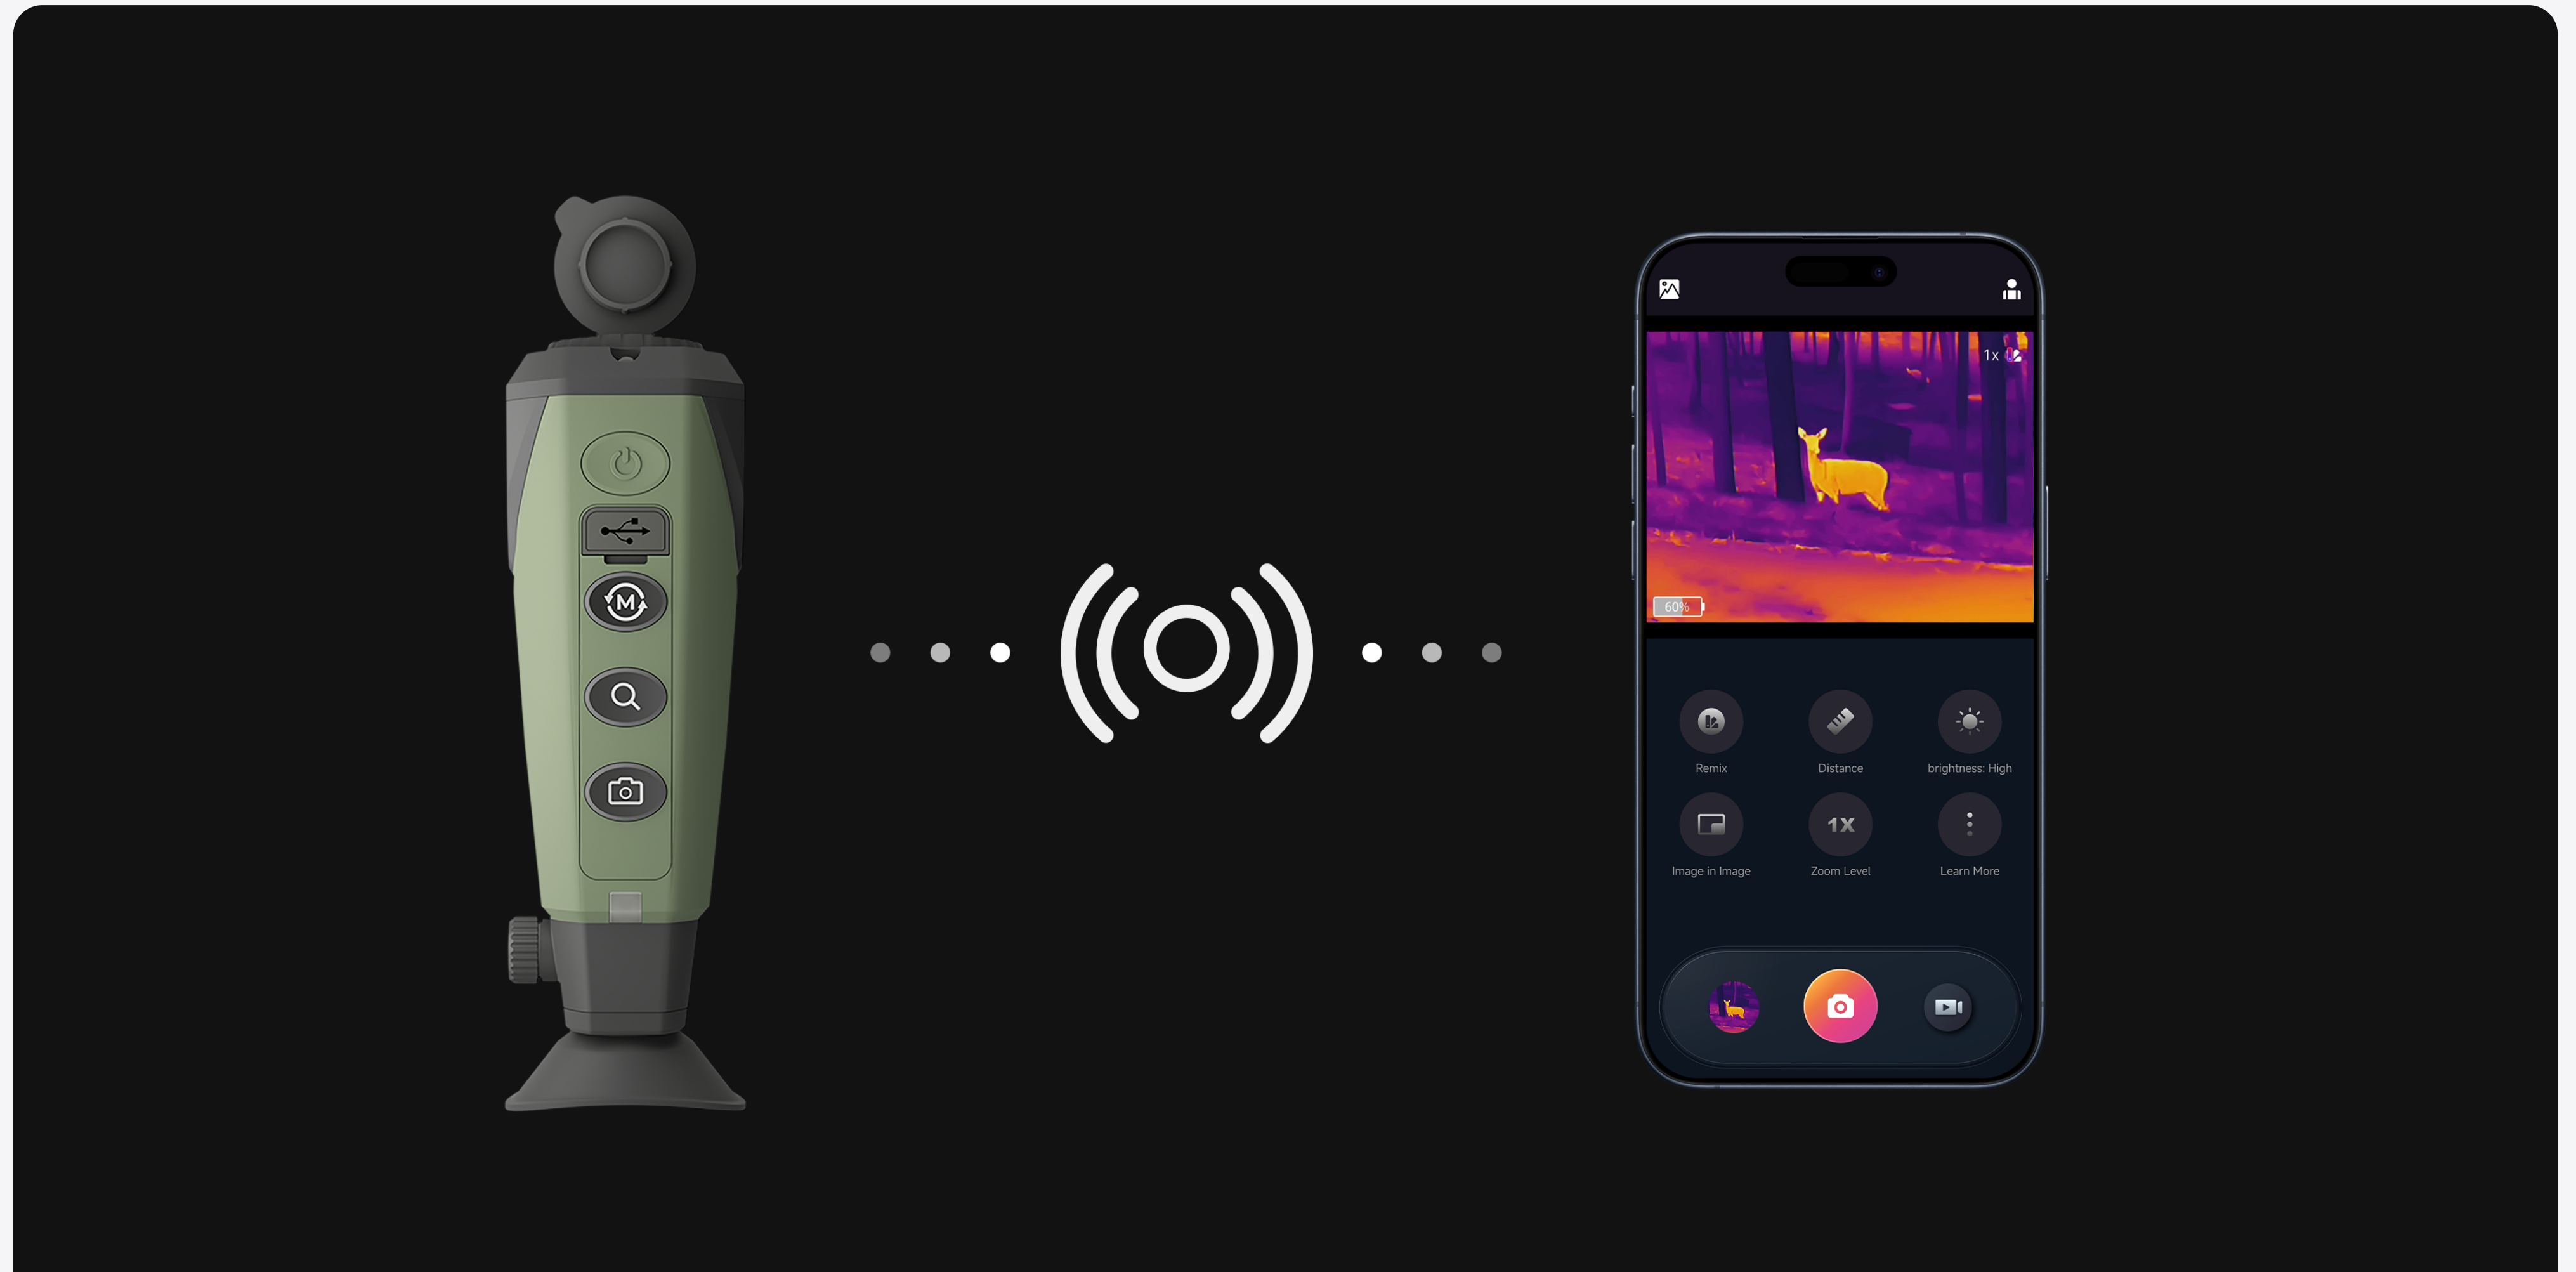 M
1x
60%
Remix
Distance
brightness: High
1X
Image in Image
Zoom Level
Learn More